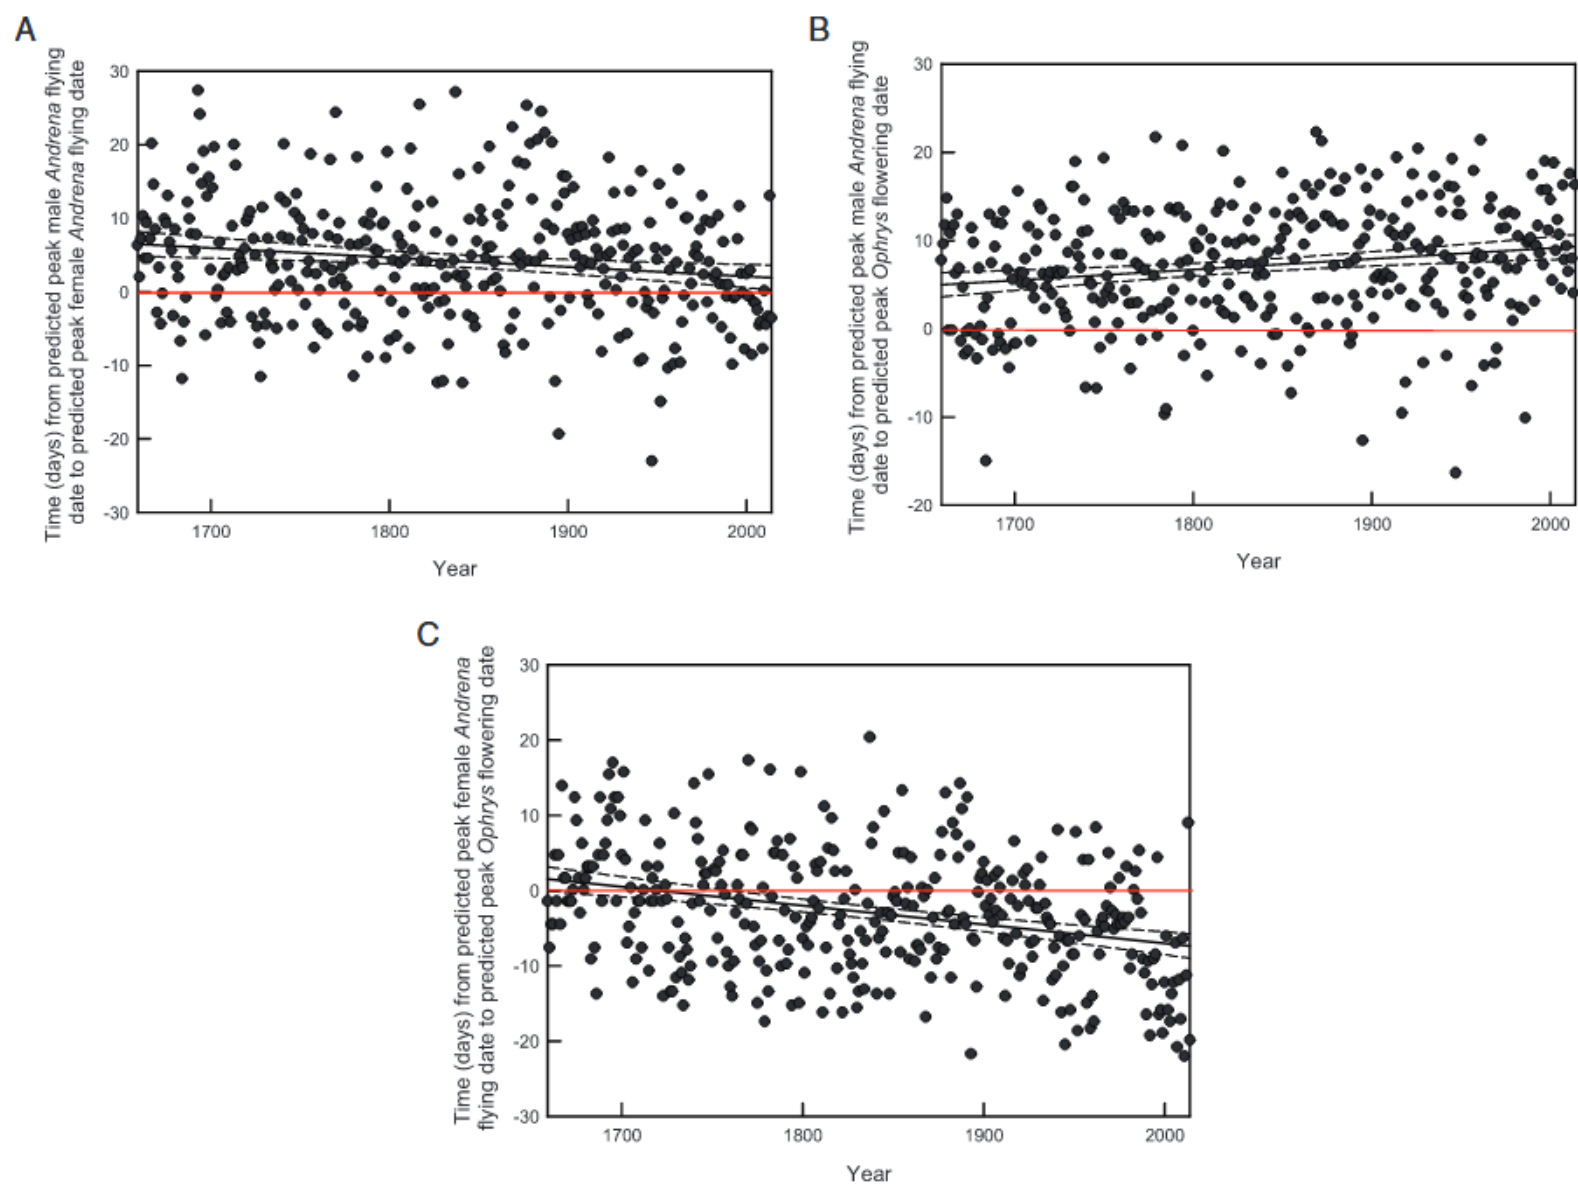 A
Time (days) from predicted peak male Andrena flying
date to predicted peak female Andrena flying date
30
20
10
0
-10
-20
-30
1700
1800
1900
2000
Year
B
Time (days) from predicted peak male Andrena flying
date to predicted peak Ophrys flowering date
30
20
10
0
-10
-20
1700
1800
1900
2000
Year
C
Time (days) from predicted peak female Andrena
flying date to predicted peak Ophrys flowering date
30
20
10
0
-10
-20
-30
1700
1800
1900
2000
Year